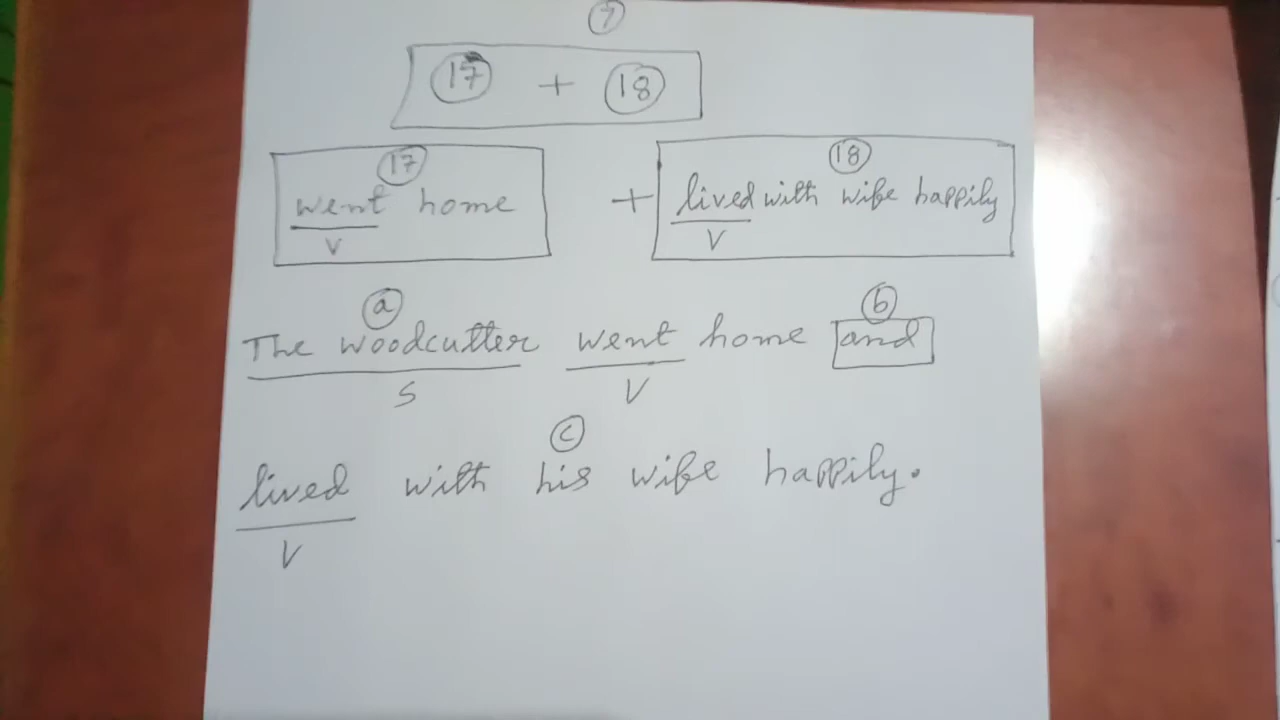 7
17 + 18
17 18
went home + lived with wife happily
V V
a b
The woodcutter went home and
S V
c
lived with his wife happily.
V